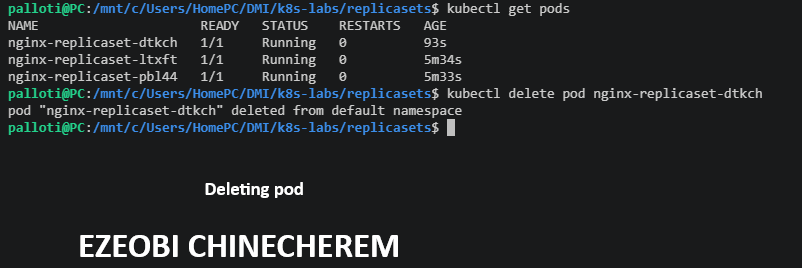 palloti@PC:/mnt/c/Users/HomePC/DMI/k8s-labs/replicasets$ kubectl get pods
NAME                     READY   STATUS    RESTARTS   AGE
nginx-replicaset-dtkch   1/1     Running   0          93s
nginx-replicaset-ltxft   1/1     Running   0          5m34s
nginx-replicaset-pbl44   1/1     Running   0          5m33s
palloti@PC:/mnt/c/Users/HomePC/DMI/k8s-labs/replicasets$ kubectl delete pod nginx-replicaset-dtkch
pod "nginx-replicaset-dtkch" deleted from default namespace
palloti@PC:/mnt/c/Users/HomePC/DMI/k8s-labs/replicasets$
Deleting pod
EZEOBI CHINECHEREM